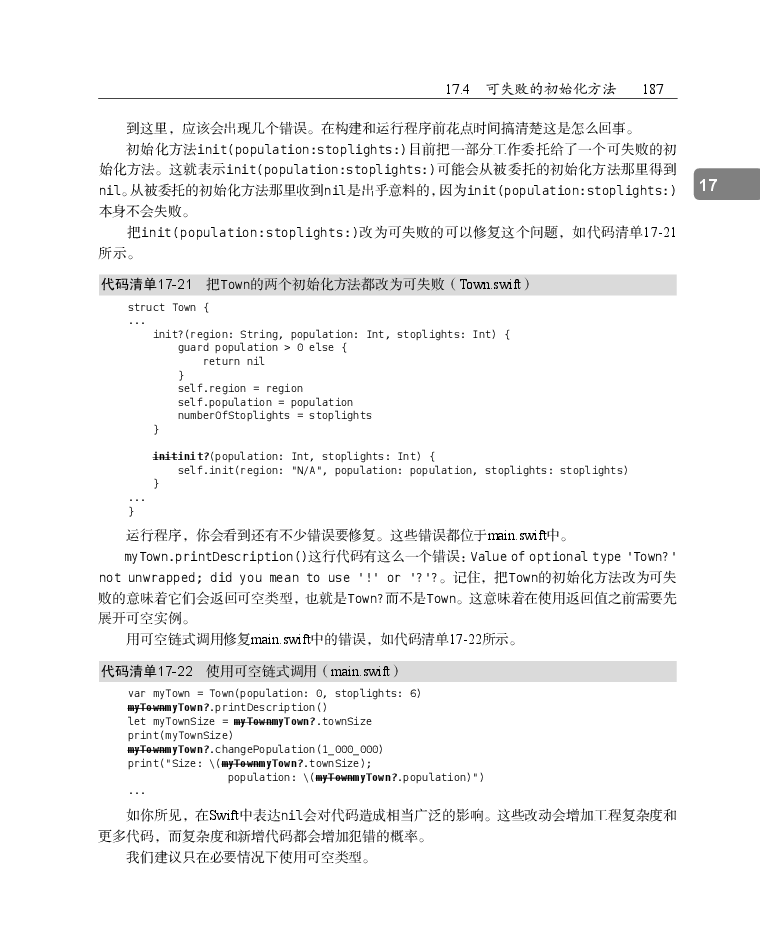 17.4 可失败的初始化方法 187
到这里，应该会出现几个错误。在构建和运行程序前花点时间搞清楚这是怎么回事。
初始化方法init(population:stoplights:)目前把一部分工作委托给了一个可失败的初
始化方法。这就表示init(population:stoplights:)可能会从被委托的初始化方法那里得到
nil。从被委托的初始化方法那里收到nil是出乎意料的，因为init(population:stoplights:)
本身不会失败。
17
把init(population:stoplights:)改为可失败的可以修复这个问题，如代码清单17-21
所示。
代码清单17-21 把Town的两个初始化方法都改为可失败（Town.swift）
struct Town {
...
init?(region: String, population: Int, stoplights: Int) {
guard population > 0 else {
return nil
}
self.region = region
self.population = population
numberOfStoplights = stoplights
}
initinit?(population: Int, stoplights: Int) {
self.init(region: "N/A", population: population, stoplights: stoplights)
}
...
}
运行程序，你会看到还有不少错误要修复。这些错误都位于main.swift中。
myTown.printDescription()这行代码有这么一个错误：Value of optional type 'Town?'
not unwrapped; did you mean to use '!' or '?'?。记住，把Town的初始化方法改为可失
败的意味着它们会返回可空类型，也就是Town?而不是Town。这意味着在使用返回值之前需要先
展开可空实例。
用可空链式调用修复main.swift中的错误，如代码清单17-22所示。
代码清单17-22 使用可空链式调用（main.swift）
var myTown = Town(population: 0, stoplights: 6)
myTownmyTown?.printDescription()
let myTownSize = myTownmyTown?.townSize
print(myTownSize)
myTownmyTown?.changePopulation(1_000_000)
print("Size: \(myTownmyTown?.townSize);
population: \(myTownmyTown?.population)")
...
如你所见，在Swift中表达nil会对代码造成相当广泛的影响。这些改动会增加工程复杂度和
更多代码，而复杂度和新增代码都会增加犯错的概率。
我们建议只在必要情况下使用可空类型。